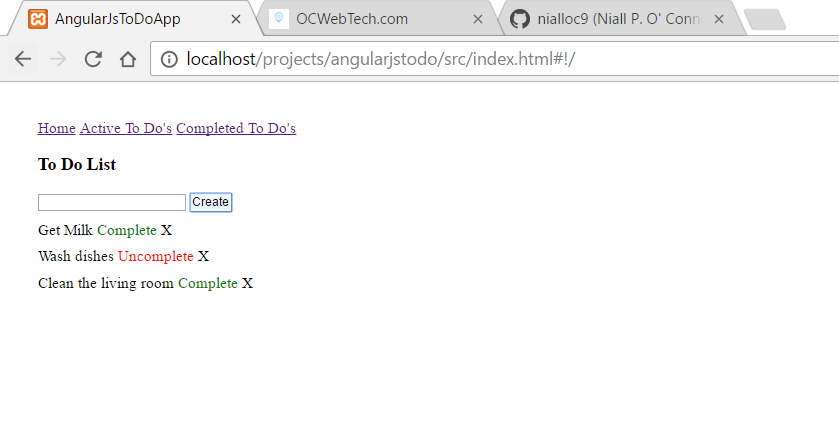 AngularJsToDoApp
OCWebTech.com
nialloc9 (Niall P. O' Conn
localhost/projects/angularjstodo/src/index.html#!/
Home Active To Do's Completed To Do's
To Do List
Create
Get Milk Complete X
Wash dishes Uncomplete X
Clean the living room Complete X